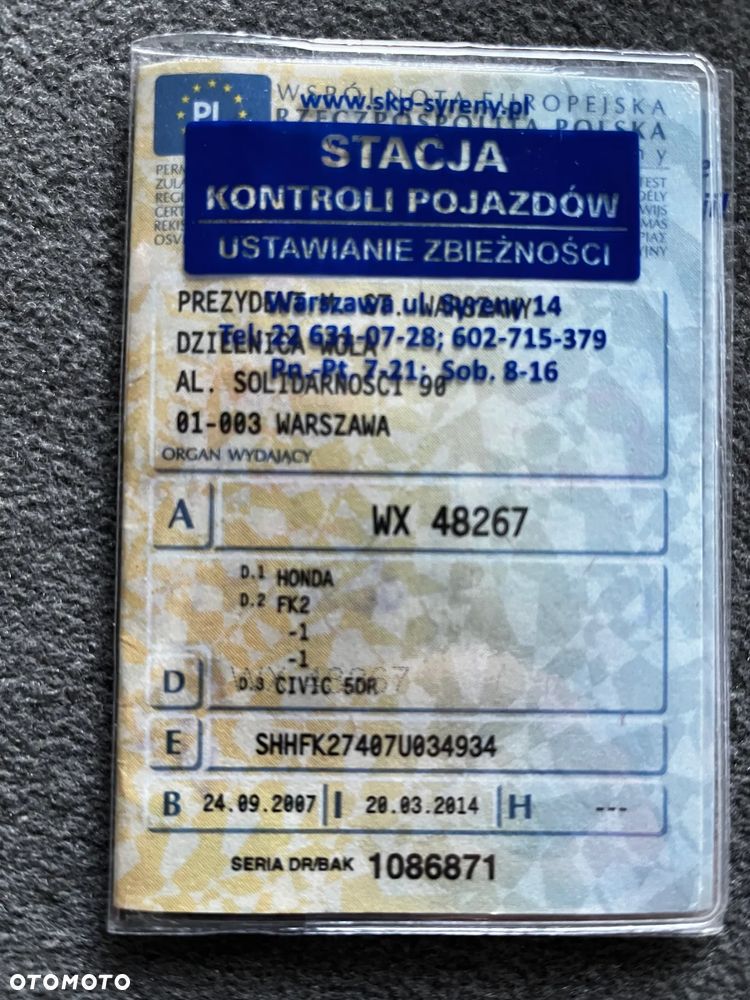 PL
WSPÓLNOTA EUROPEJSKA
www.skp-syreny.pl
RZECZPOSPOLITA POLSKA
STACJA
KONTROLI POJAZDÓW
USTAWIANIE ZBIEŻNOŚCI
PREZYDENT M. ST. WARSZAWY
Warszawa ul. Syreny 14
Tel. 22 631-07-28; 602-715-379
DZIELNICA WOLA
Pn.-Pt. 7-21; Sob. 8-16
AL. SOLIDARNOŚCI 90
01-003 WARSZAWA
ORGAN WYDAJĄCY
A WX 48267
D.1 HONDA
D.2 FK2
-1
-1
D D.3 CIVIC 5DR
E SHHFK27407U034934
B 24.09.2007 I 20.03.2014 H ---
SERIA DR/BAK 1086871
OTOMOTO